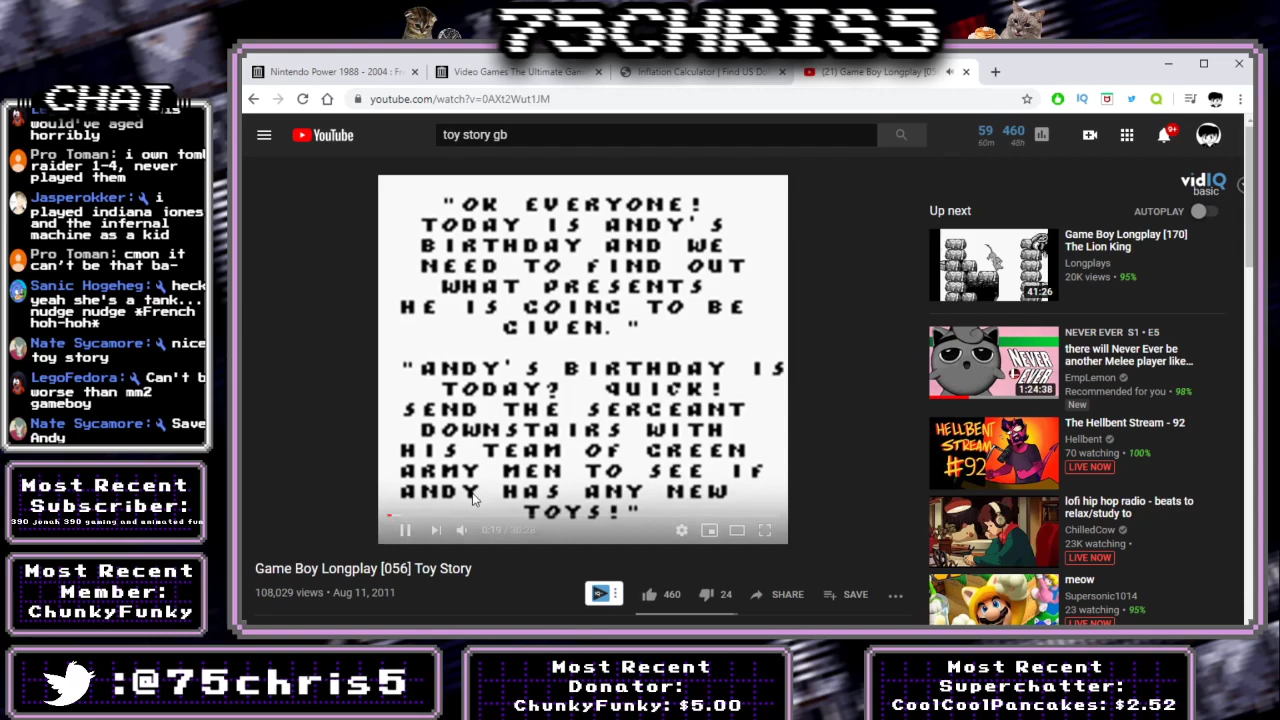 75CHRIS5
CHAT
would've aged
horribly
Pro Toman: i own tomb
raider 1-4, never
played them
Jasperokker: i
played indiana jones
and the infernal
machine as a kid
Pro Toman: cmon it
can't be that ba-
Sanic Hogeheg: heck
yeah she's a tank...
nudge nudge *French
hoh-hoh*
Nate Sycamore: nice
toy story
LegoFedora: Can't b
worse than mm2
gameboy
Nate Sycamore: Save
Andy
Most Recent
Subscriber:
390 jonah 390 gaming and animated fun
Most Recent
Member:
ChunkyFunky
:@75chris5
Most Recent
Donator:
ChunkyFunky: $5.00
Most Recent
Superchatter:
CoolCoolPancakes: $2.52
Nintendo Power 1988 - 2004 : Fr
Video Games The Ultimate Gam
Inflation Calculator | Find US Do
(21) Game Boy Longplay [05
youtube.com/watch?v=0AXt2Wut1JM
IQ
YouTube
toy story gb
59 460
60m 48h
9+
"OK EVERYONE!
TODAY IS ANDY'S
BIRTHDAY AND WE
NEED TO FIND OUT
WHAT PRESENTS
HE IS GOING TO BE
GIVEN. "
"ANDY'S BIRTHDAY IS
TODAY? QUICK!
SEND THE SERGEANT
DOWNSTAIRS WITH
HIS TEAM OF GREEN
ARMY MEN TO SEE IF
ANDY HAS ANY NEW
TOYS!"
0:19 / 30:28
Game Boy Longplay [056] Toy Story
108,029 views • Aug 11, 2011
460
24
SHARE
SAVE
vidIQ
basic
Up next
AUTOPLAY
41:26
Game Boy Longplay [170]
The Lion King
Longplays
20K views • 95%
NEVER
EVER
1:24:38
NEVER EVER S1 • E5
there will Never Ever be
another Melee player like...
EmpLemon
Recommended for you • 98%
New
HELLBENT
STREAM
#92
The Hellbent Stream - 92
Hellbent
70 watching • 100%
LIVE NOW
lofi hip hop radio - beats to
relax/study to
ChilledCow
23K watching •
LIVE NOW
meow
Supersonic1014
23 watching • 95%
LIVE NOW